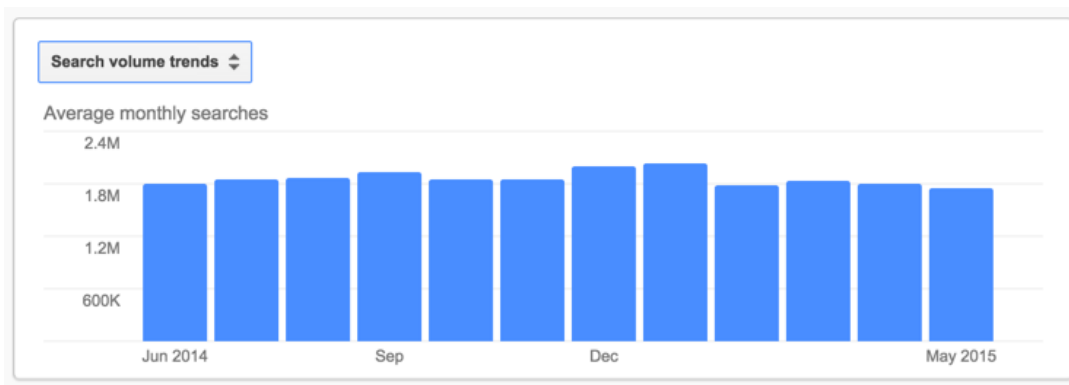 Search volume trends
Average monthly searches
2.4M
1.8M
1.2M
600K
Jun 2014 Sep Dec May 2015